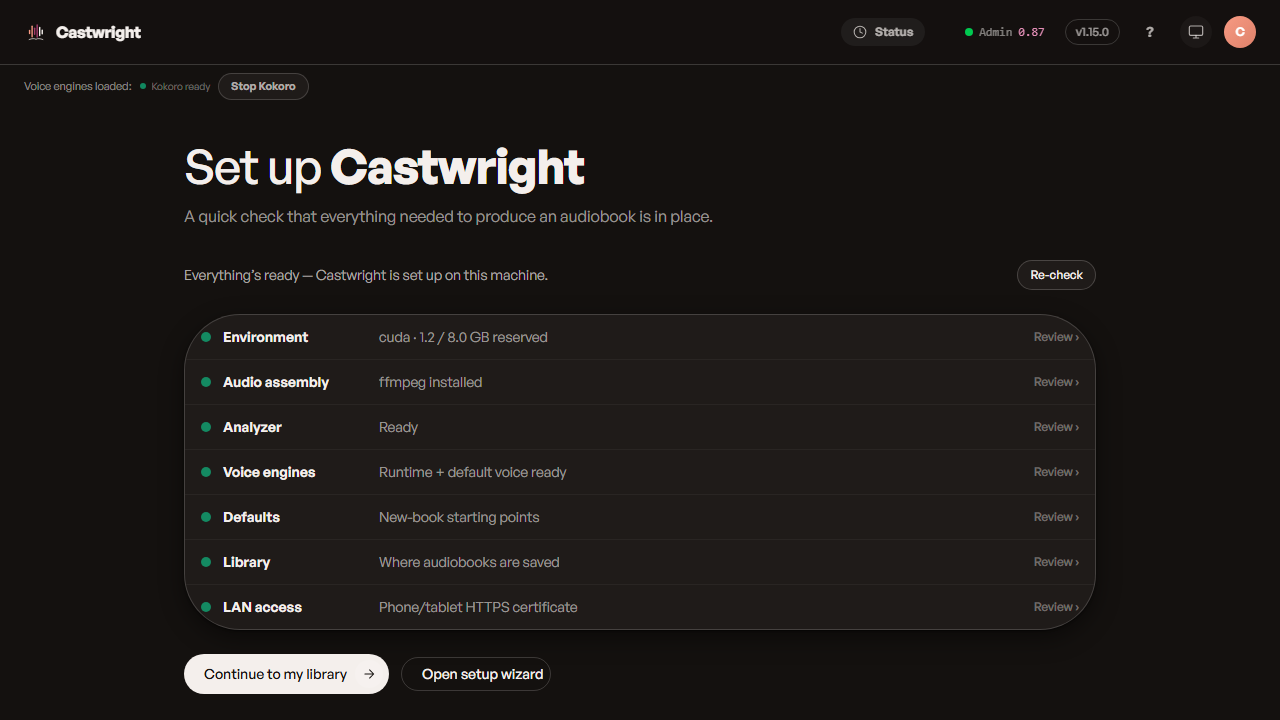 Castwright
Status
Admin 0.87
v1.15.0
?
C
Voice engines loaded:
Kokoro ready
Stop Kokoro
Set up Castwright
A quick check that everything needed to produce an audiobook is in place.
Everything's ready — Castwright is set up on this machine.
Re-check
Environment
cuda · 1.2 / 8.0 GB reserved
Review ›
Audio assembly
ffmpeg installed
Review ›
Analyzer
Ready
Review ›
Voice engines
Runtime + default voice ready
Review ›
Defaults
New-book starting points
Review ›
Library
Where audiobooks are saved
Review ›
LAN access
Phone/tablet HTTPS certificate
Review ›
Continue to my library →
Open setup wizard